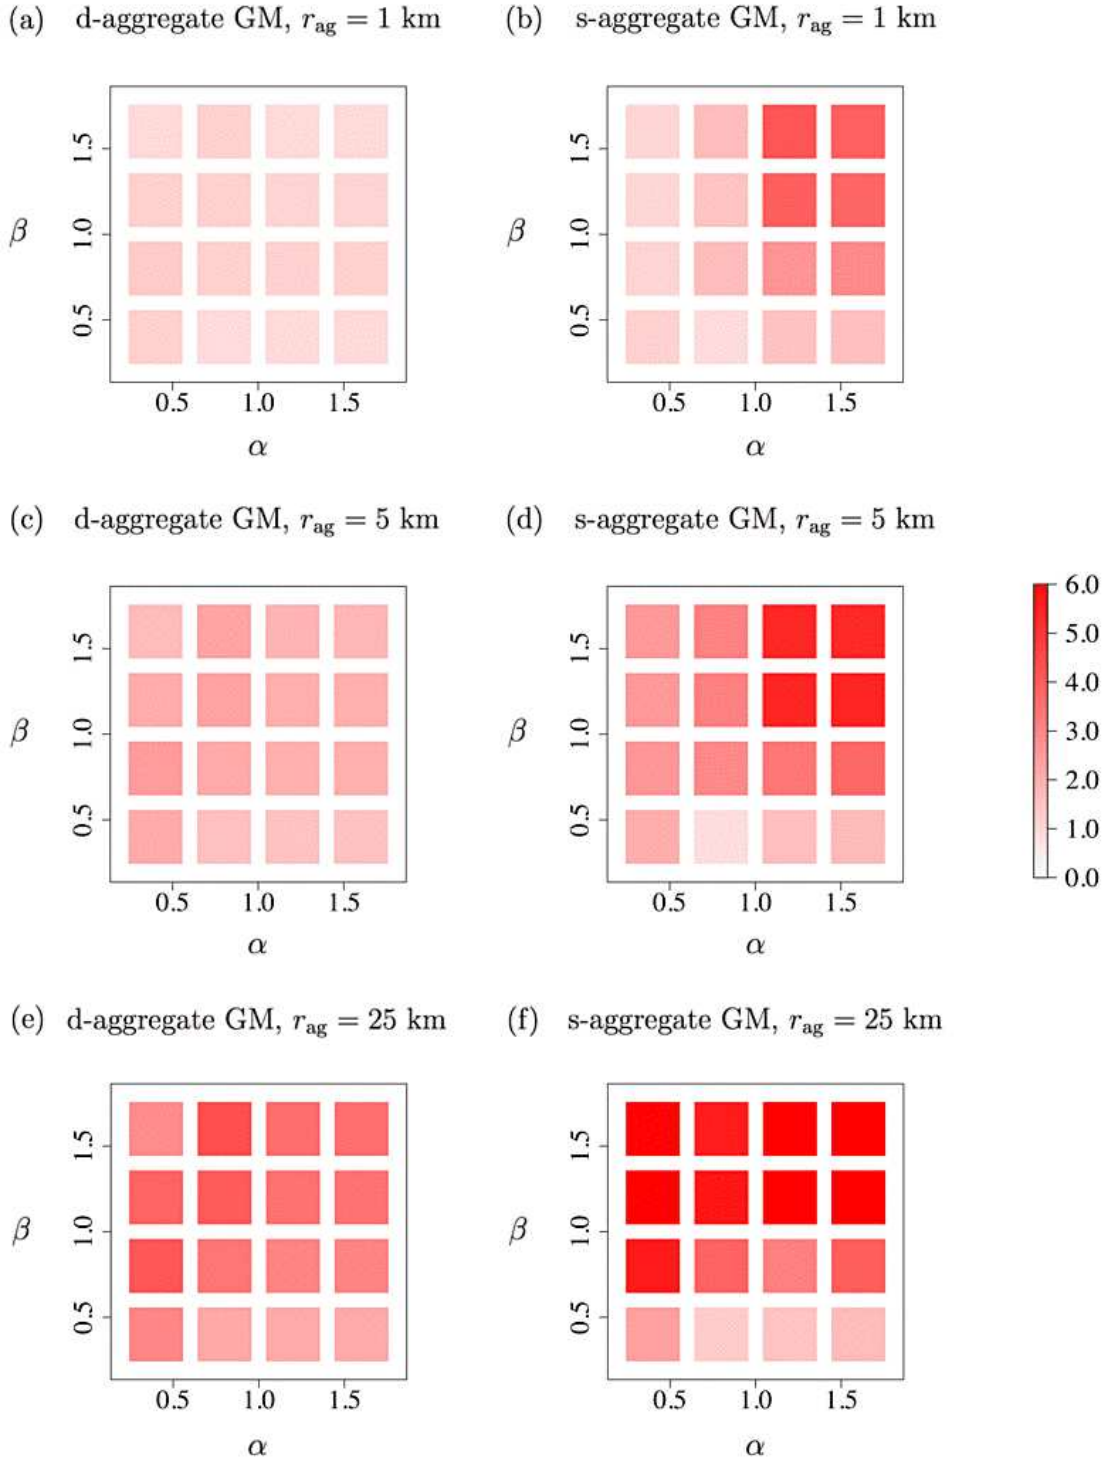 (a) d-aggregate GM, r_ag = 1 km
(b) s-aggregate GM, r_ag = 1 km
β
1.5
1.0
0.5
0.5 1.0 1.5
α
β
1.5
1.0
0.5
0.5 1.0 1.5
α
(c) d-aggregate GM, r_ag = 5 km
(d) s-aggregate GM, r_ag = 5 km
β
1.5
1.0
0.5
0.5 1.0 1.5
α
β
1.5
1.0
0.5
0.5 1.0 1.5
α
6.0
5.0
4.0
3.0
2.0
1.0
0.0
(e) d-aggregate GM, r_ag = 25 km
(f) s-aggregate GM, r_ag = 25 km
β
1.5
1.0
0.5
0.5 1.0 1.5
α
β
1.5
1.0
0.5
0.5 1.0 1.5
α